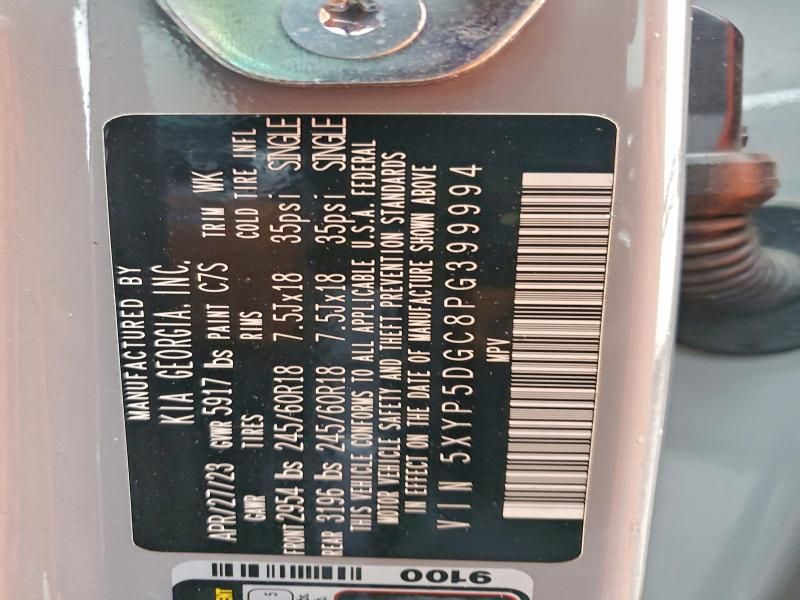 MANUFACTURED BY
KIA GEORGIA, INC.
APR/27/23 GVWR 5917 lbs PAINT C7S TRIM WK
GAWR TIRES RIMS COLD TIRE INFL
FRONT 2954 lbs 245/60R18 7.5Jx18 35psi SINGLE
REAR 3196 lbs 245/60R18 7.5Jx18 35psi SINGLE
THIS VEHICLE CONFORMS TO ALL APPLICABLE U.S.A. FEDERAL
MOTOR VEHICLE SAFETY AND THEFT PREVENTION STANDARDS
IN EFFECT ON THE DATE OF MANUFACTURE SHOWN ABOVE
VIN 5XYP5DGC8PG399994
MPV
9100
5